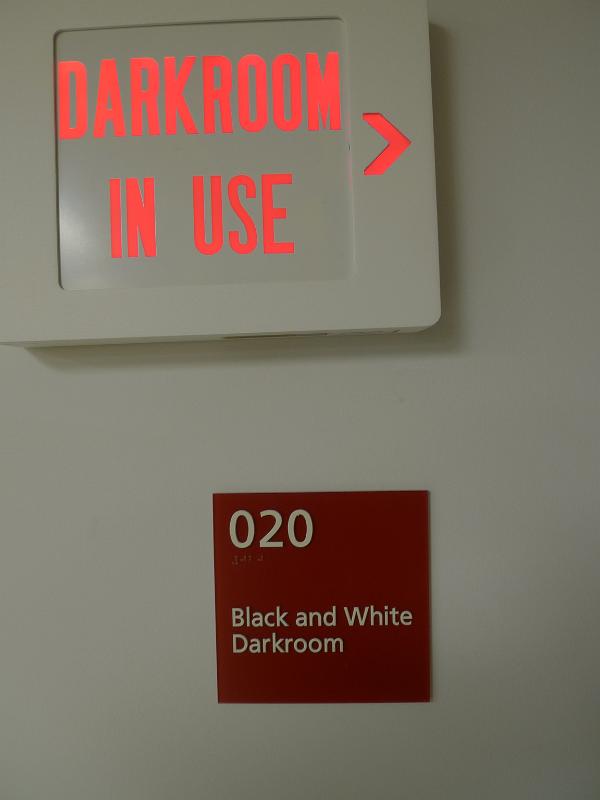 DARKROOM
IN USE
020
Black and White
Darkroom